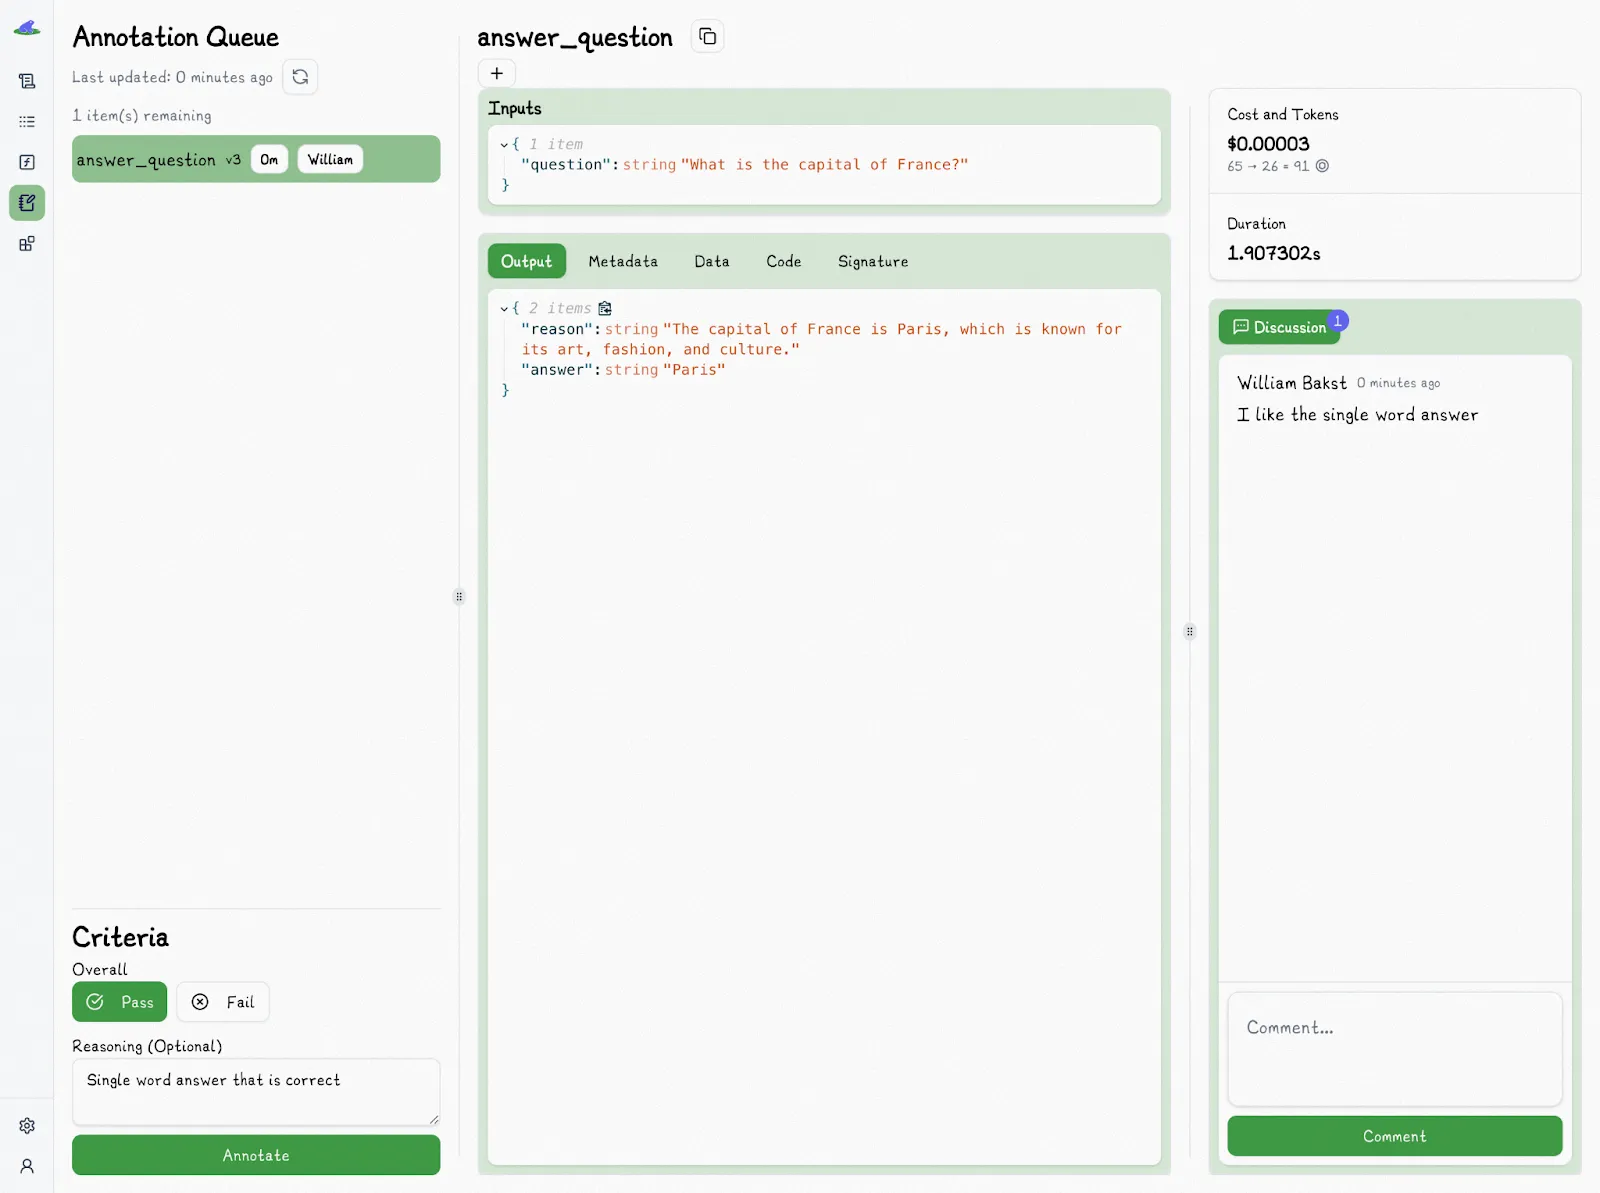 Annotation Queue
Last updated: 0 minutes ago
1 item(s) remaining
answer_question v3 Om William
Criteria
Overall
Pass Fail
Reasoning (Optional)
Single word answer that is correct
Annotate
answer_question
+
Inputs
{ 1 item
"question": string "What is the capital of France?"
}
Output Metadata Data Code Signature
{ 2 items
"reason": string "The capital of France is Paris, which is known for
its art, fashion, and culture."
"answer": string "Paris"
}
Cost and Tokens
$0.00003
65 → 26 = 91
Duration
1.907302s
Discussion 1
William Bakst 0 minutes ago
I like the single word answer
Comment...
Comment